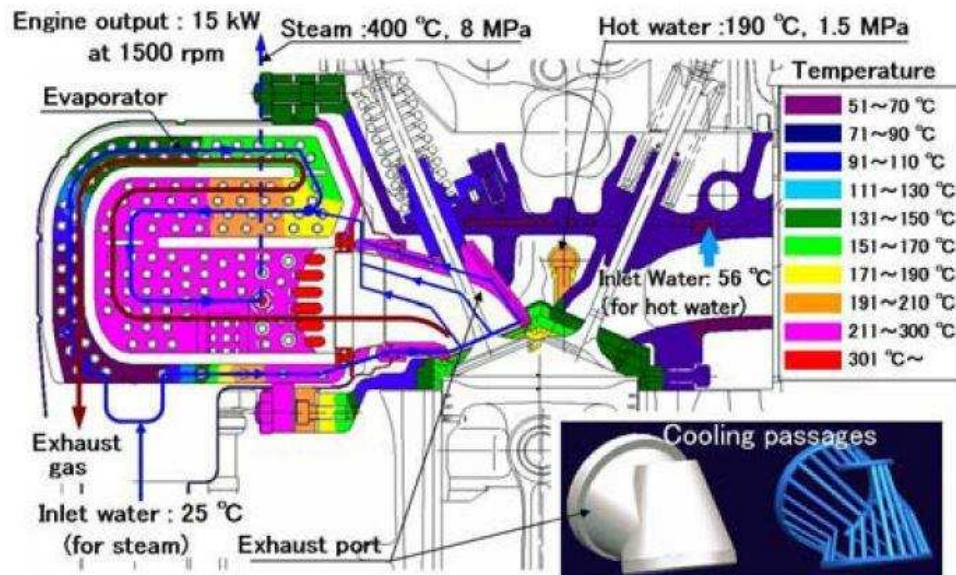 Engine output : 15 kW
at 1500 rpm
Steam :400 °C, 8 MPa
Hot water :190 °C, 1.5 MPa
Evaporator
Temperature
51～70 °C
71～90 °C
91～110 °C
111～130 °C
131～150 °C
151～170 °C
171～190 °C
191～210 °C
211～300 °C
301 °C～
Inlet Water: 56 °C
(for hot water)
Exhaust
gas
Inlet water : 25 °C
(for steam)
Exhaust port
Cooling passages